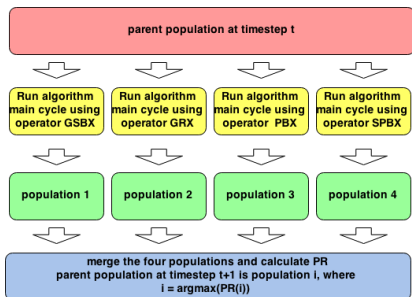 parent population at timestep t
Run algorithm
main cycle using
operator GSBX
Run algorithm
main cycle using
operator GRX
Run algorithm
main cycle using
operator PBX
Run algorithm
main cycle using
operator SPBX
population 1
population 2
population 3
population 4
merge the four populations and calculate PR
parent population at timestep t+1 is population i, where
i = argmax(PR(i))